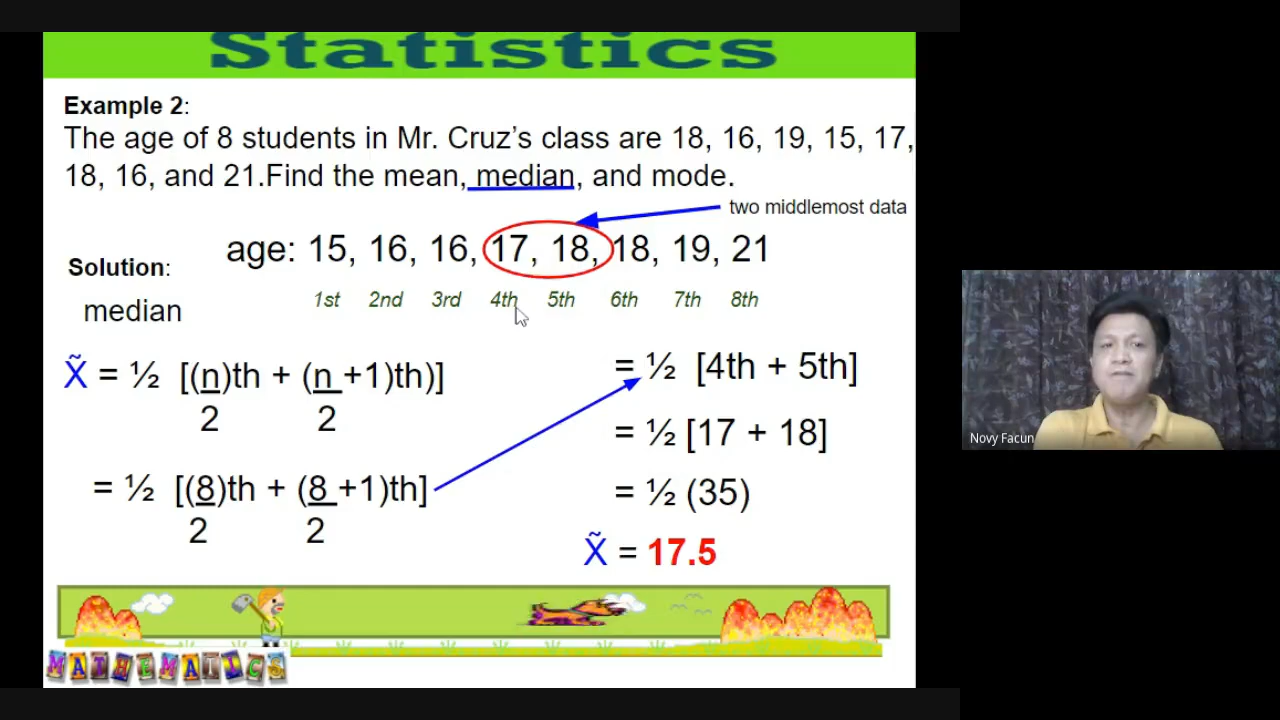 Statistics
Example 2:
The age of 8 students in Mr. Cruz’s class are 18, 16, 19, 15, 17,
18, 16, and 21.Find the mean, median, and mode.
two middlemost data
age: 15, 16, 16, 17, 18, 18, 19, 21
Solution:
1st 2nd 3rd 4th 5th 6th 7th 8th
median
X̃ = ½ [(n)th + (n +1)th)]
2 2
= ½ [(8)th + (8 +1)th]
2 2
= ½ [4th + 5th]
= ½ [17 + 18]
= ½ (35)
X̃ = 17.5
MATHEMATICS
Novy Facun